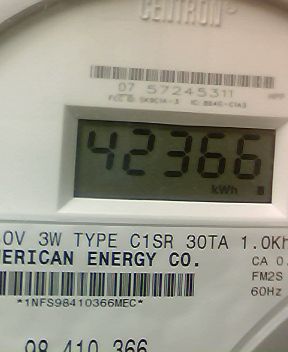 CENTRON
07 57245311
42366
kWh
0V 3W TYPE C1SR 30TA 1.0Kh
ERICAN ENERGY CO.
CA 0.
FM2S
60Hz
*1NFS98410366MEC*
98 410 366